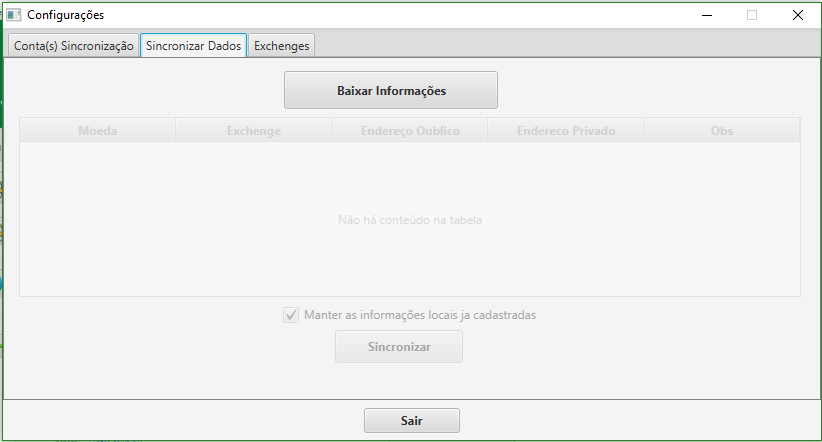 Configurações
Conta(s) Sincronização Sincronizar Dados Exchenges
Baixar Informações
Moeda Exchenge Endereço Oublico Endereco Privado Obs
Não há conteúdo na tabela
Manter as informações locais ja cadastradas
Sincronizar
Sair